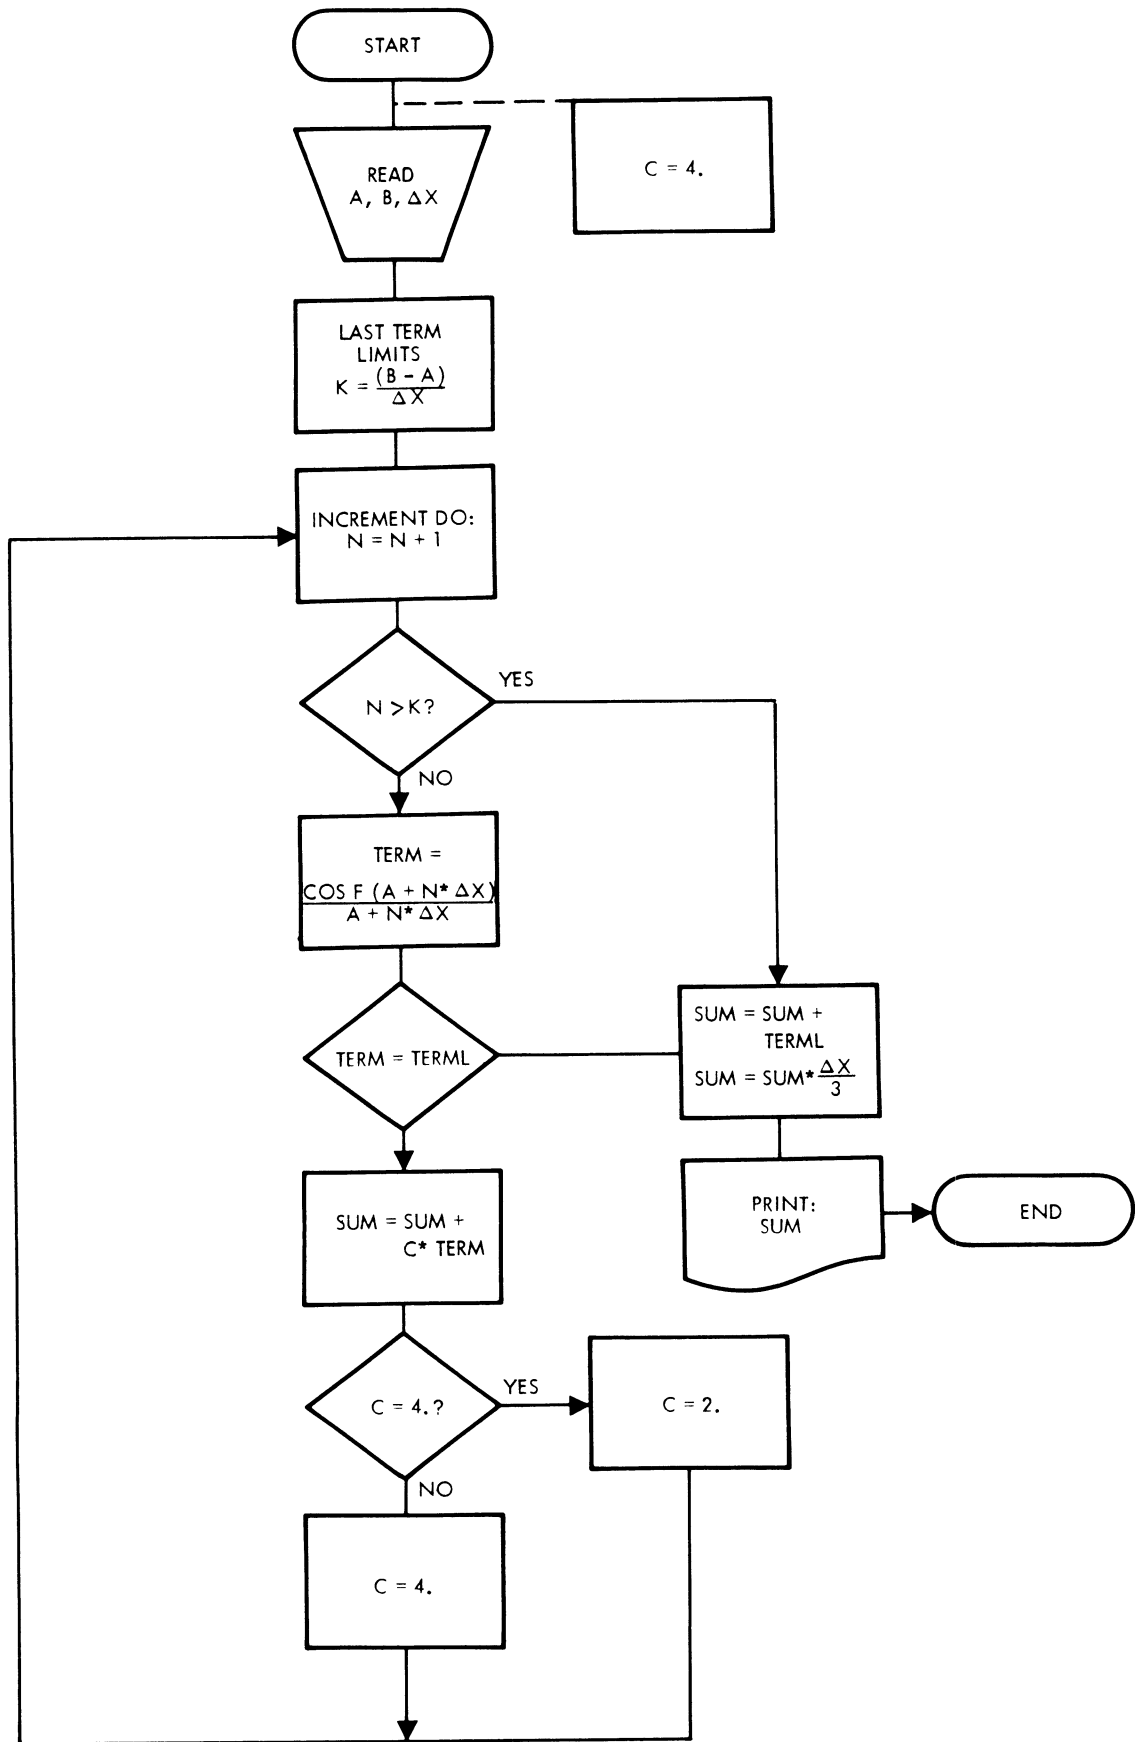 START
C = 4.
READ
A, B, ΔX
LAST TERM
LIMITS
K = (B - A)
ΔX
INCREMENT DO:
N = N + 1
YES
N > K?
NO
TERM =
COS F (A + N* ΔX)
A + N* ΔX
SUM = SUM +
TERML
SUM = SUM* ΔX
3
TERM = TERML
PRINT:
SUM
END
SUM = SUM +
C* TERM
YES
C = 4.?
C = 2.
NO
C = 4.